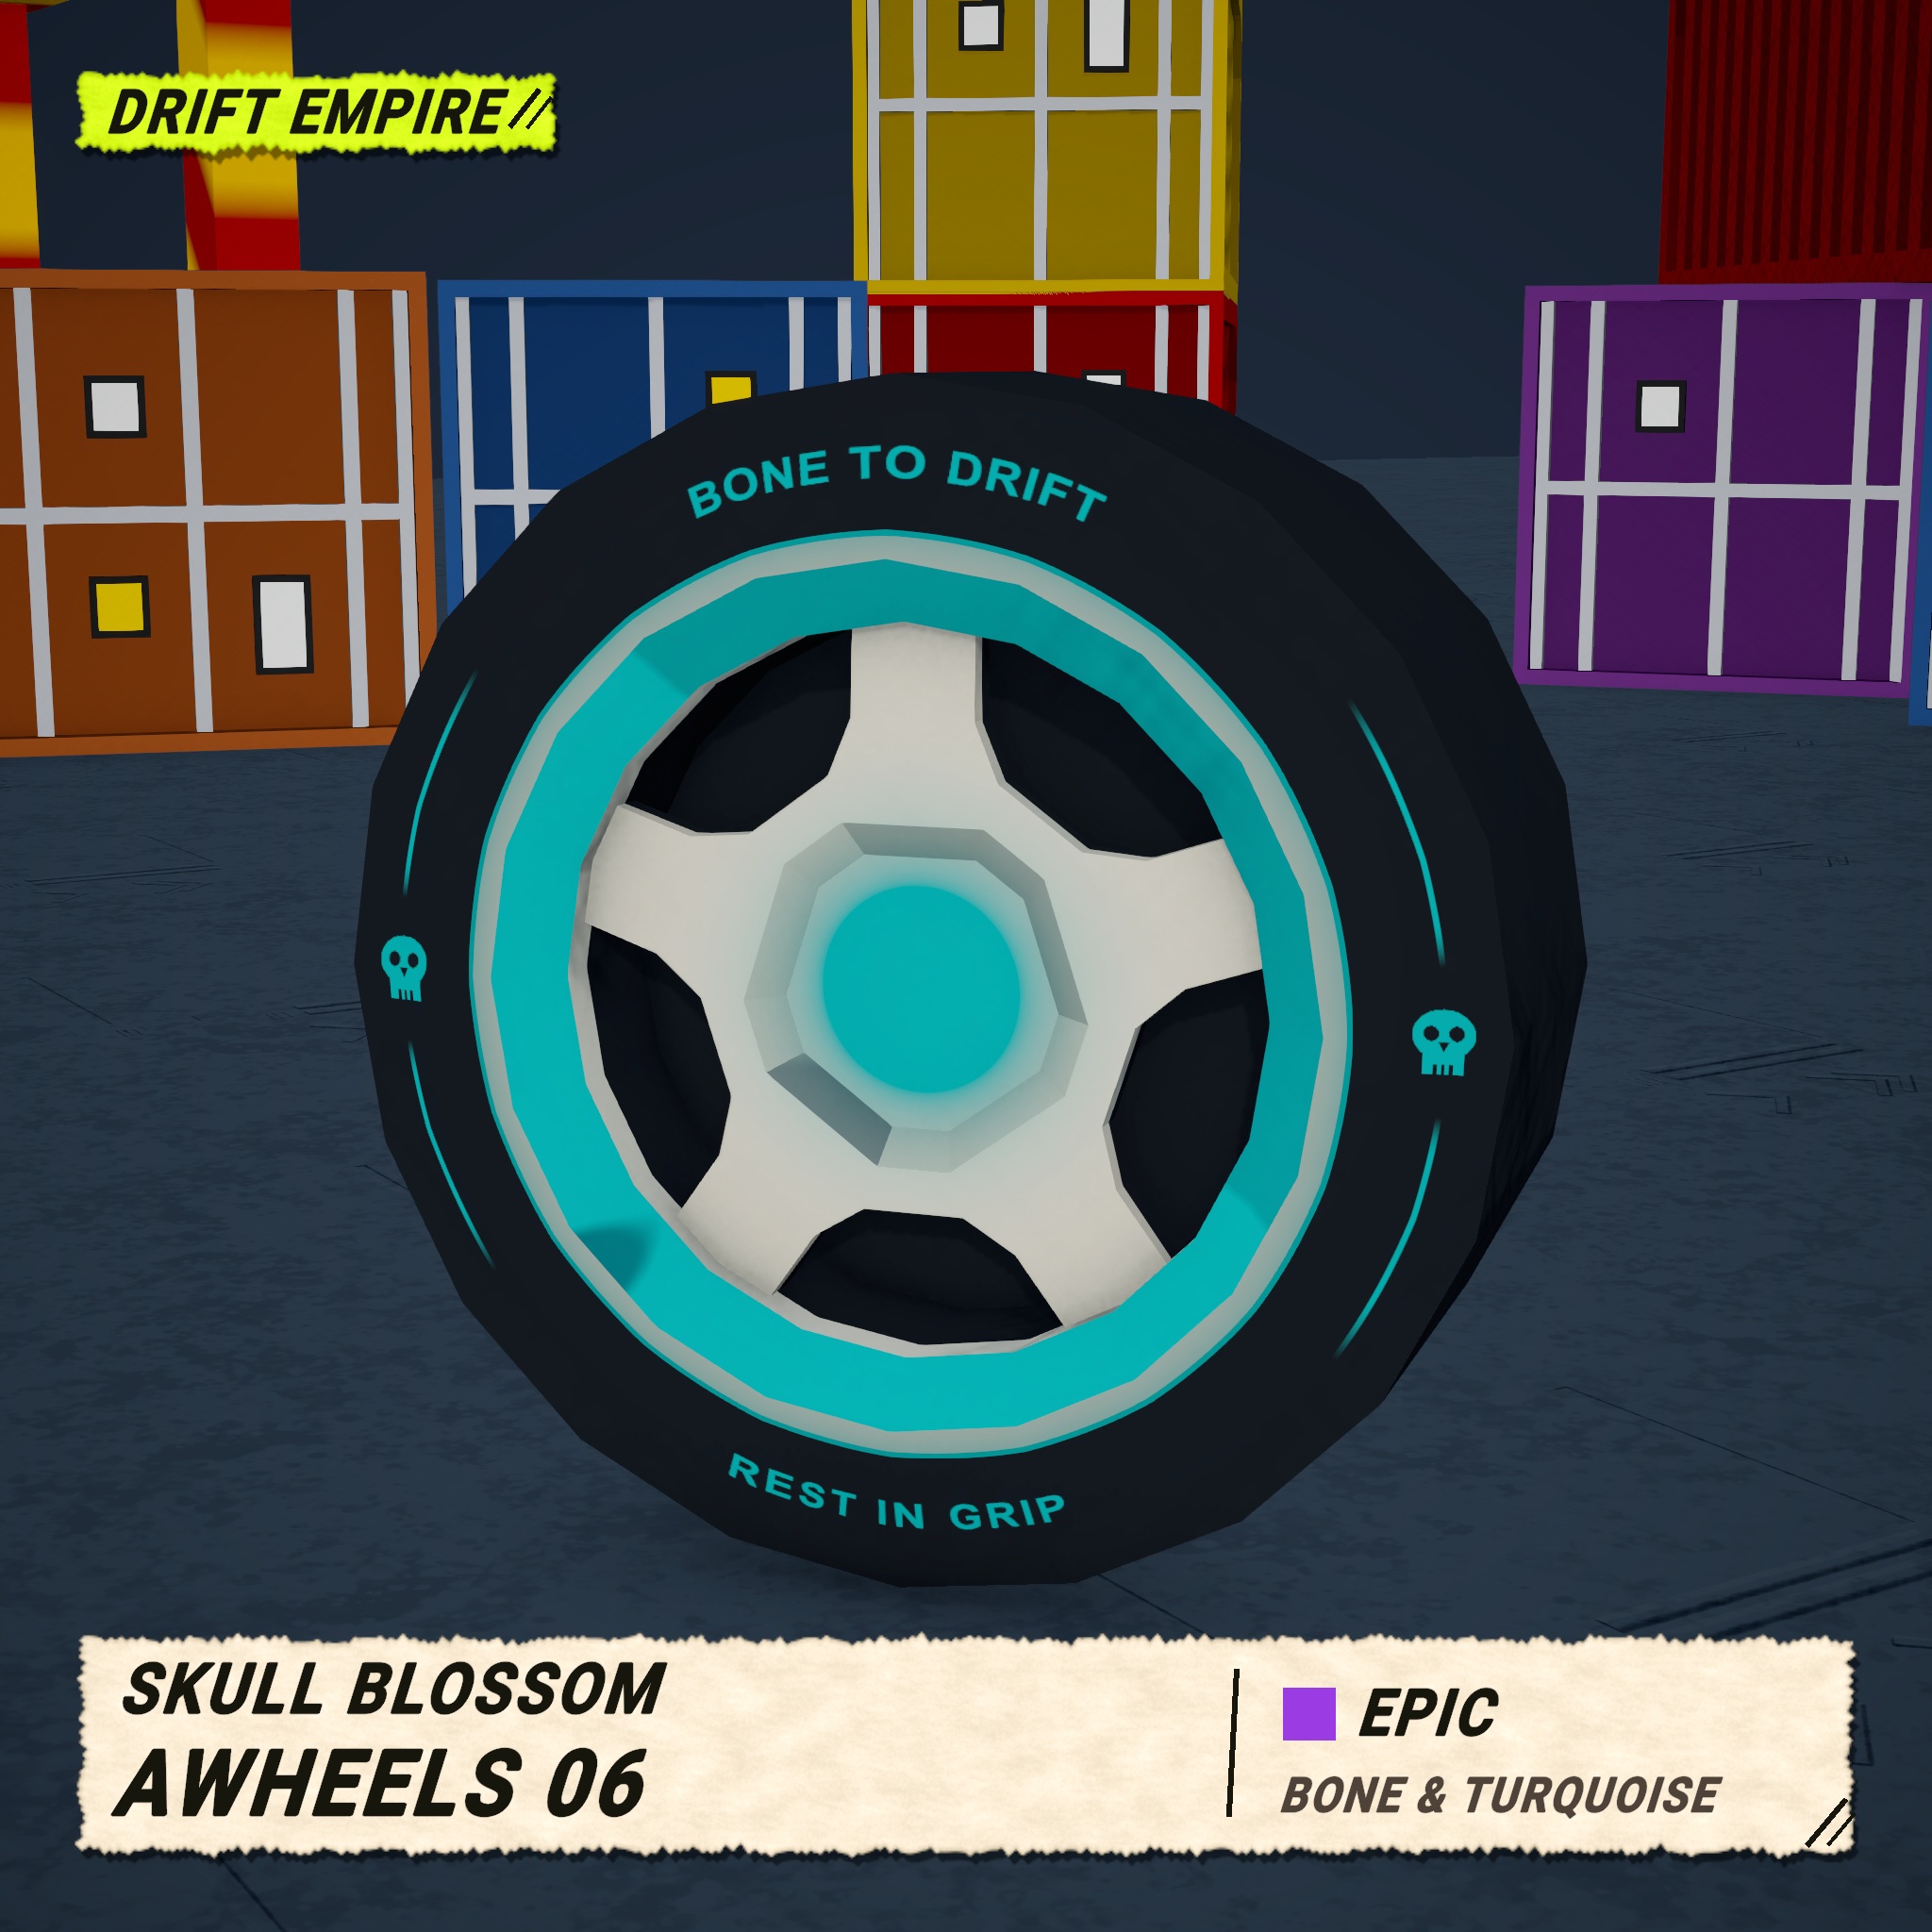 DRIFT EMPIRE//
BONE TO DRIFT
REST IN GRIP
SKULL BLOSSOM
AWHEELS 06
EPIC
BONE & TURQUOISE